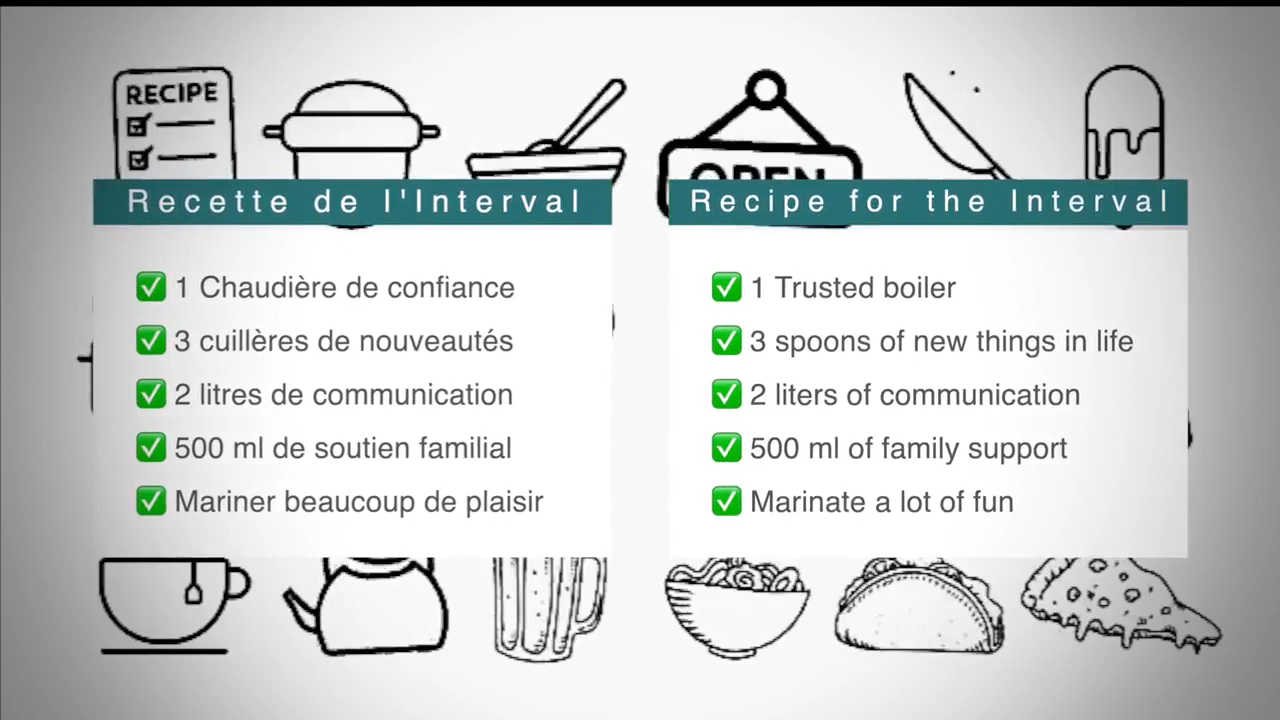 RECIPE
OPEN
Recette de l'Interval
1 Chaudière de confiance
3 cuillères de nouveautés
2 litres de communication
500 ml de soutien familial
Mariner beaucoup de plaisir
Recipe for the Interval
1 Trusted boiler
3 spoons of new things in life
2 liters of communication
500 ml of family support
Marinate a lot of fun